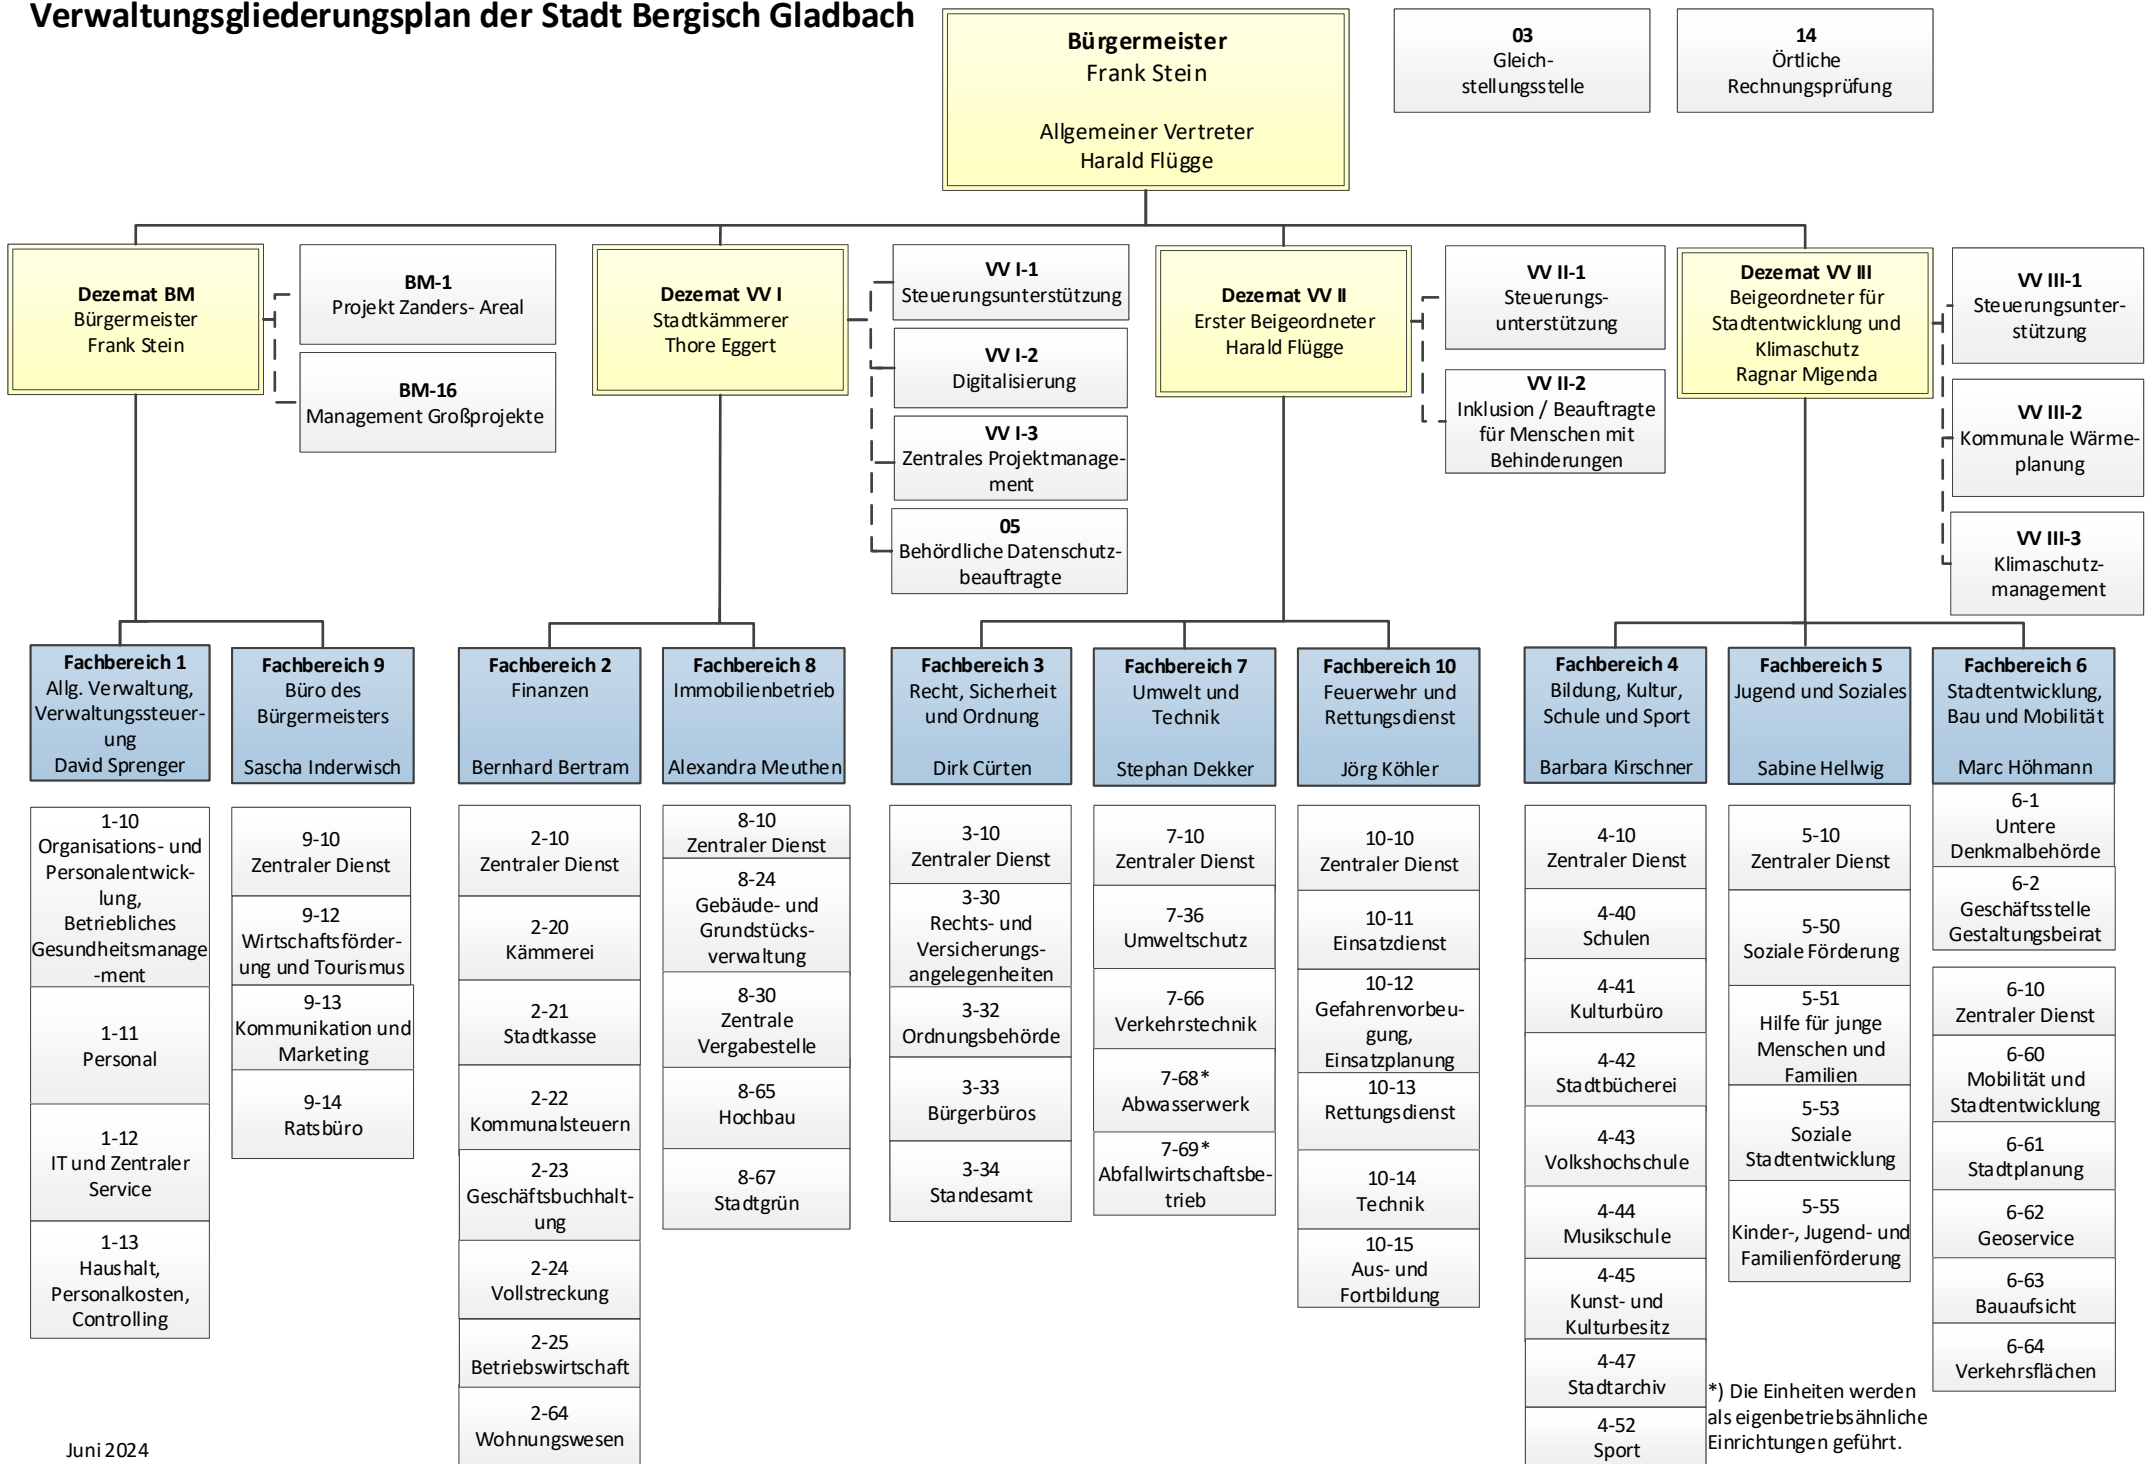 Verwaltungsgliederungsplan der Stadt Bergisch Gladbach
Bürgermeister
Frank Stein
Allgemeiner Vertreter
Harald Flügge
03
Gleich-
stellungsstelle
14
Örtliche
Rechnungsprüfung
Dezernat BM
Bürgermeister
Frank Stein
BM-1
Projekt Zanders- Areal
BM-16
Management Großprojekte
Dezernat VV I
Stadtkämmerer
Thore Eggert
VV I-1
Steuerungsunterstützung
VV I-2
Digitalisierung
VV I-3
Zentrales Projektmanage-
ment
05
Behördliche Datenschutz-
beauftragte
Dezernat VV II
Erster Beigeordneter
Harald Flügge
VV II-1
Steuerungs-
unterstützung
VV II-2
Inklusion / Beauftragte
für Menschen mit
Behinderungen
Dezernat VV III
Beigeordneter für
Stadtentwicklung und
Klimaschutz
Ragnar Migenda
VV III-1
Steuerungsunter-
stützung
VV III-2
Kommunale Wärme-
planung
VV III-3
Klimaschutz-
management
Fachbereich 1
Allg. Verwaltung,
Verwaltungssteuer-
ung
David Sprenger
1-10
Organisations- und
Personalentwick-
lung,
Betriebliches
Gesundheitsmanage
-ment
1-11
Personal
1-12
IT und Zentraler
Service
1-13
Haushalt,
Personalkosten,
Controlling
Fachbereich 9
Büro des
Bürgermeisters
Sascha Inderwisch
9-10
Zentraler Dienst
9-12
Wirtschaftsförder-
ung und Tourismus
9-13
Kommunikation und
Marketing
9-14
Ratsbüro
Fachbereich 2
Finanzen
Bernhard Bertram
2-10
Zentraler Dienst
2-20
Kämmerei
2-21
Stadtkasse
2-22
Kommunalsteuern
2-23
Geschäftsbuchhalt-
ung
2-24
Vollstreckung
2-25
Betriebswirtschaft
2-64
Wohnungswesen
Fachbereich 8
Immobilienbetrieb
Alexandra Meuthen
8-10
Zentraler Dienst
8-24
Gebäude- und
Grundstücks-
verwaltung
8-30
Zentrale
Vergabestelle
8-65
Hochbau
8-67
Stadtgrün
Fachbereich 3
Recht, Sicherheit
und Ordnung
Dirk Cürten
3-10
Zentraler Dienst
3-30
Rechts- und
Versicherungs-
angelegenheiten
3-32
Ordnungsbehörde
3-33
Bürgerbüros
3-34
Standesamt
Fachbereich 7
Umwelt und
Technik
Stephan Dekker
7-10
Zentraler Dienst
7-36
Umweltschutz
7-66
Verkehrstechnik
7-68*
Abwasserwerk
7-69*
Abfallwirtschaftsbe-
trieb
Fachbereich 10
Feuerwehr und
Rettungsdienst
Jörg Köhler
10-10
Zentraler Dienst
10-11
Einsatzdienst
10-12
Gefahrenvorbeu-
gung,
Einsatzplanung
10-13
Rettungsdienst
10-14
Technik
10-15
Aus- und
Fortbildung
Fachbereich 4
Bildung, Kultur,
Schule und Sport
Barbara Kirschner
4-10
Zentraler Dienst
4-40
Schulen
4-41
Kulturbüro
4-42
Stadtbücherei
4-43
Volkshochschule
4-44
Musikschule
4-45
Kunst- und
Kulturbesitz
4-47
Stadtarchiv
4-52
Sport
Fachbereich 5
Jugend und Soziales
Sabine Hellwig
5-10
Zentraler Dienst
5-50
Soziale Förderung
5-51
Hilfe für junge
Menschen und
Familien
5-53
Soziale
Stadtentwicklung
5-55
Kinder-, Jugend- und
Familienförderung
Fachbereich 6
Stadtentwicklung,
Bau und Mobilität
Marc Höhmann
6-1
Untere
Denkmalbehörde
6-2
Geschäftsstelle
Gestaltungsbeirat
6-10
Zentraler Dienst
6-60
Mobilität und
Stadtentwicklung
6-61
Stadtplanung
6-62
Geoservice
6-63
Bauaufsicht
6-64
Verkehrsflächen
*) Die Einheiten werden
als eigenbetriebsähnliche
Einrichtungen geführt.
Juni 2024